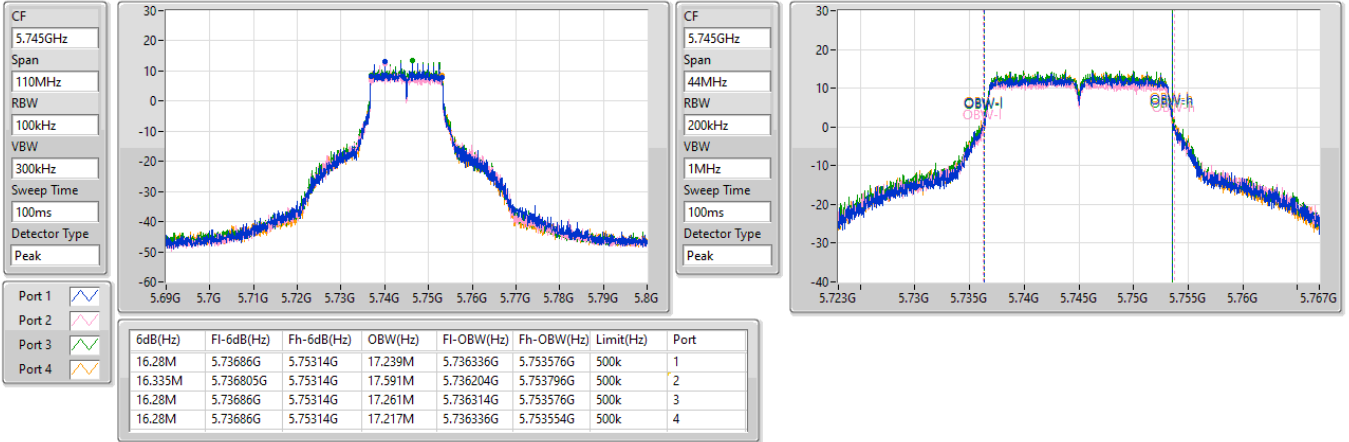 CF
5.745GHz
Span
110MHz
RBW
100kHz
VBW
300kHz
Sweep Time
100ms
Detector Type
Peak
30
20
10
0
-10
-20
-30
-40
-50
-60
5.69G 5.7G 5.71G 5.72G 5.73G 5.74G 5.75G 5.76G 5.77G 5.78G 5.79G 5.8G
CF
5.745GHz
Span
44MHz
RBW
200kHz
VBW
1MHz
Sweep Time
100ms
Detector Type
Peak
30
20
10
0
-10
-20
-30
-40
OBW-l
OBW-l
OBW-h
5.723G 5.73G 5.735G 5.74G 5.745G 5.75G 5.755G 5.76G 5.767G
Port 1
Port 2
Port 3
Port 4
6dB(Hz) Fl-6dB(Hz) Fh-6dB(Hz) OBW(Hz) Fl-OBW(Hz) Fh-OBW(Hz) Limit(Hz) Port
16.28M 5.73686G 5.75314G 17.239M 5.736336G 5.753576G 500k 1
16.335M 5.736805G 5.75314G 17.591M 5.736204G 5.753796G 500k 2
16.28M 5.73686G 5.75314G 17.261M 5.736314G 5.753576G 500k 3
16.28M 5.73686G 5.75314G 17.217M 5.736336G 5.753554G 500k 4